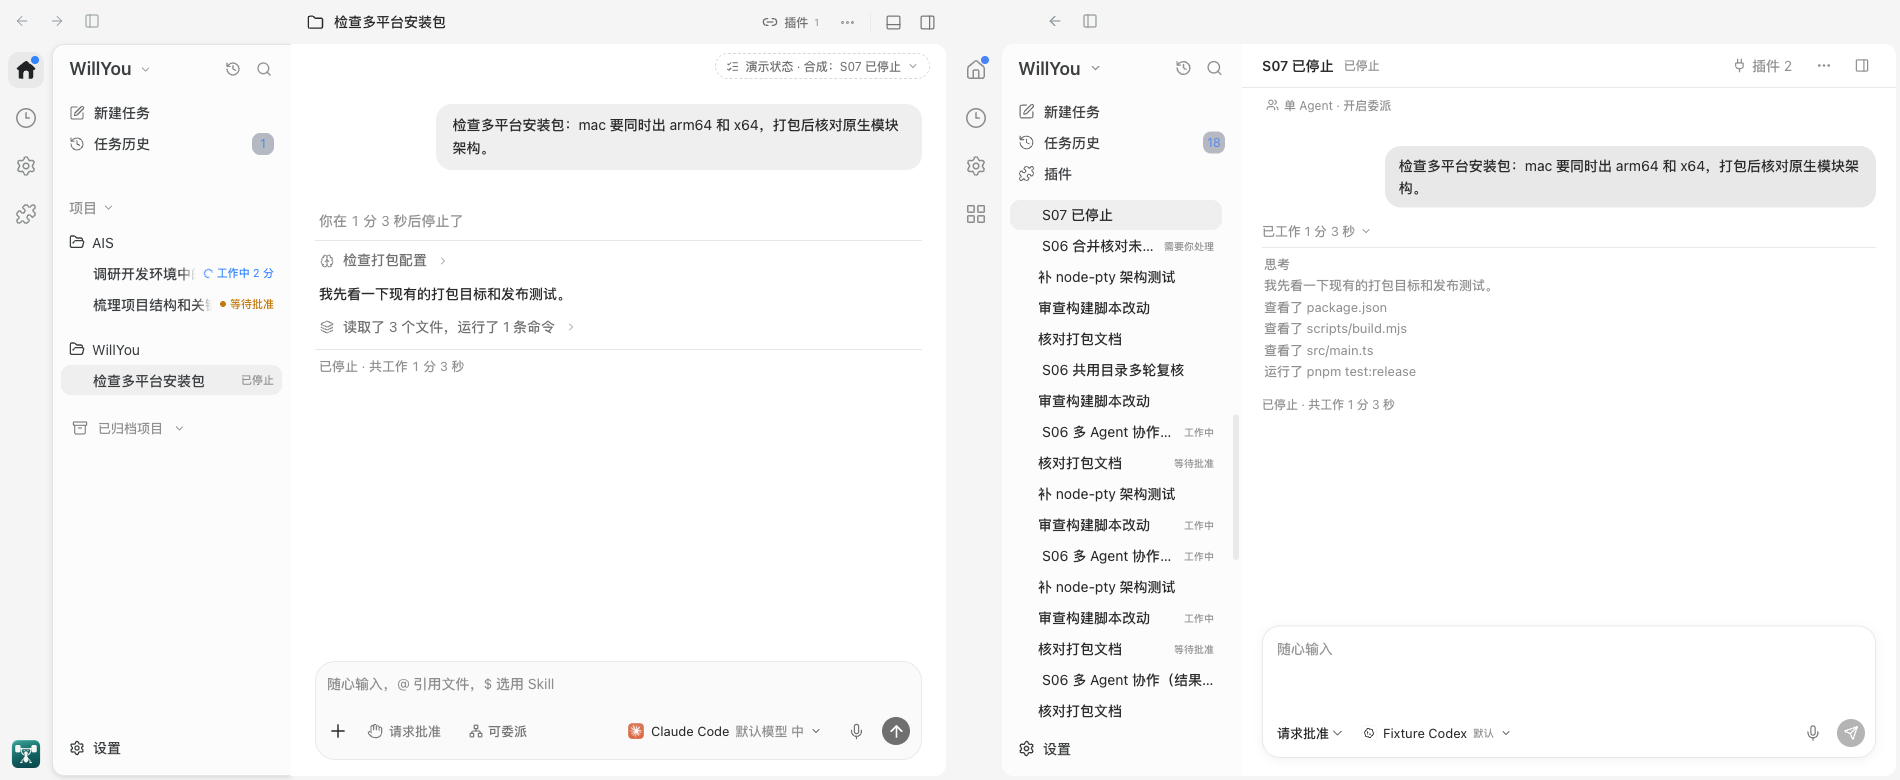 检查多平台安装包
插件 1
WillYou
新建任务
任务历史
1
项目
AIS
调研开发环境中
工作中 2 分
梳理项目结构和关
等待批准
WillYou
检查多平台安装包
已停止
已归档项目
设置
演示状态 · 合成：S07 已停止
检查多平台安装包：mac 要同时出 arm64 和 x64，打包后核对原生模块
架构。
你在 1 分 3 秒后停止了
检查打包配置
我先看一下现有的打包目标和发布测试。
读取了 3 个文件，运行了 1 条命令
已停止 · 共工作 1 分 3 秒
随心输入，@ 引用文件，$ 选用 Skill
请求批准
可委派
Claude Code 默认模型 中
WillYou
新建任务
任务历史
18
插件
S07 已停止
S06 合并核对未...
需要你处理
补 node-pty 架构测试
审查构建脚本改动
核对打包文档
S06 共用目录多轮复核
审查构建脚本改动
S06 多 Agent 协作...
工作中
核对打包文档
等待批准
补 node-pty 架构测试
审查构建脚本改动
工作中
S06 多 Agent 协作...
工作中
补 node-pty 架构测试
审查构建脚本改动
工作中
核对打包文档
等待批准
S06 多 Agent 协作（结果...
核对打包文档
设置
S07 已停止 已停止
插件 2
单 Agent · 开启委派
检查多平台安装包：mac 要同时出 arm64 和 x64，打包后核对原生模块架
构。
已工作 1 分 3 秒
思考
我先看一下现有的打包目标和发布测试。
查看了 package.json
查看了 scripts/build.mjs
查看了 src/main.ts
运行了 pnpm test:release
已停止 · 共工作 1 分 3 秒
随心输入
请求批准
Fixture Codex 默认